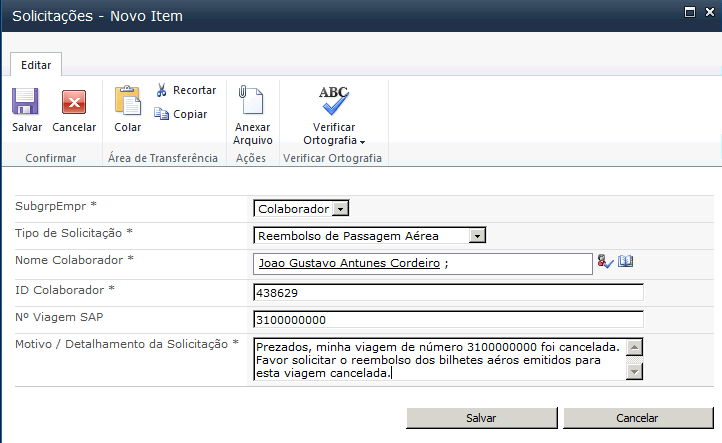 Solicitações - Novo Item
Editar
Salvar
Cancelar
Colar
Recortar
Copiar
Anexar Arquivo
ABC
Verificar Ortografia
Confirmar
Área de Transferência
Ações
Verificar Ortografia
SubgrpEmpr *
Colaborador
Tipo de Solicitação *
Reembolso de Passagem Aérea
Nome Colaborador *
Joao Gustavo Antunes Cordeiro ;
ID Colaborador *
438629
Nº Viagem SAP
3100000000
Motivo / Detalhamento da Solicitação *
Prezados, minha viagem de número 3100000000 foi cancelada.
Favor solicitar o reembolso dos bilhetes aéros emitidos para
esta viagem cancelada.
Salvar
Cancelar